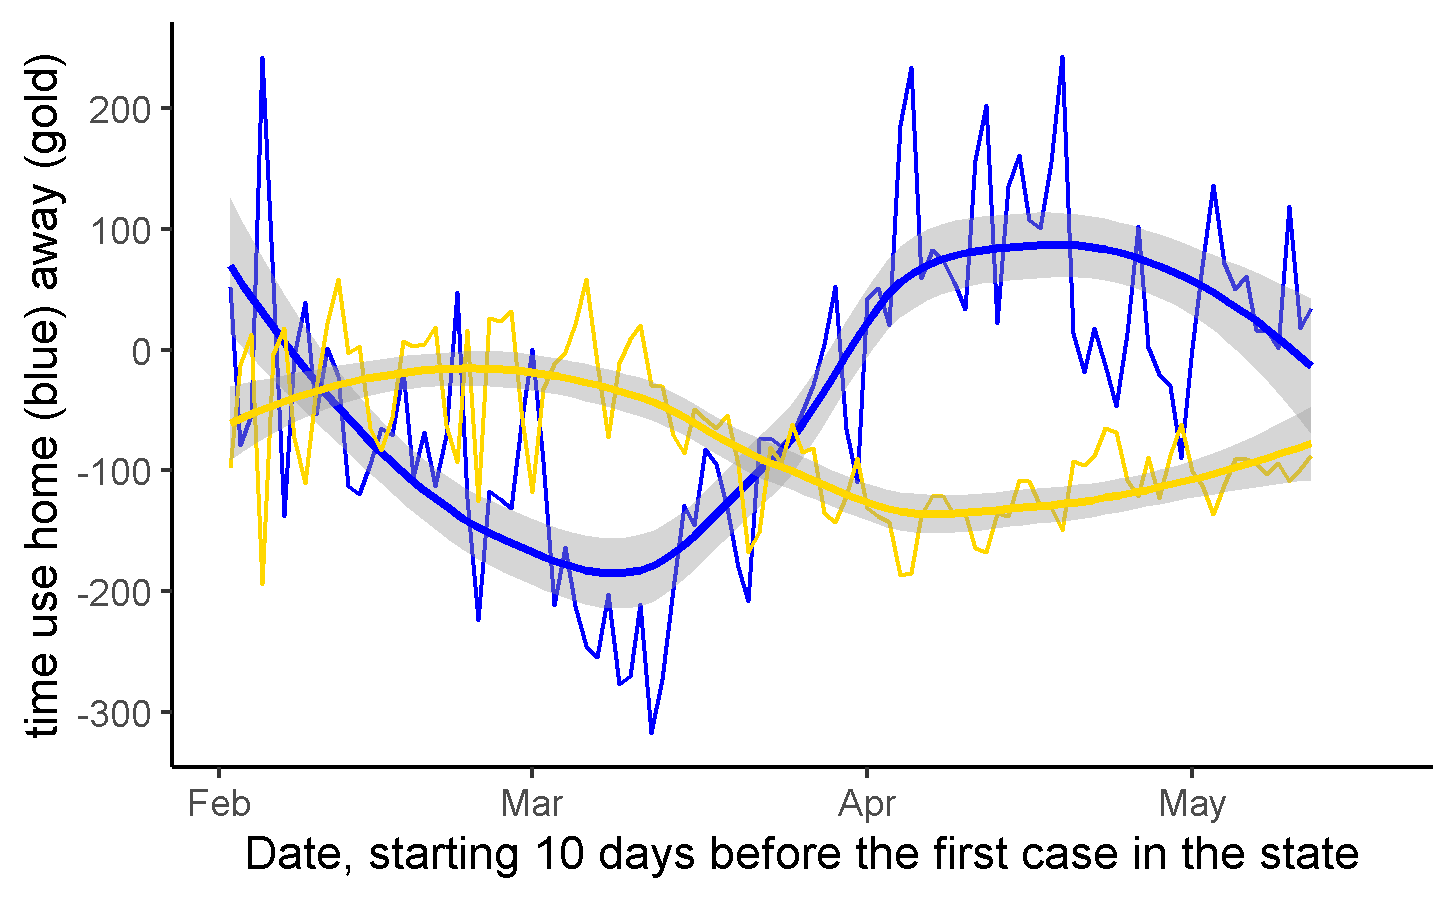 time use home (blue) away (gold)
200
100
0
-100
-200
-300
Feb
Mar
Apr
May
Date, starting 10 days before the first case in the state